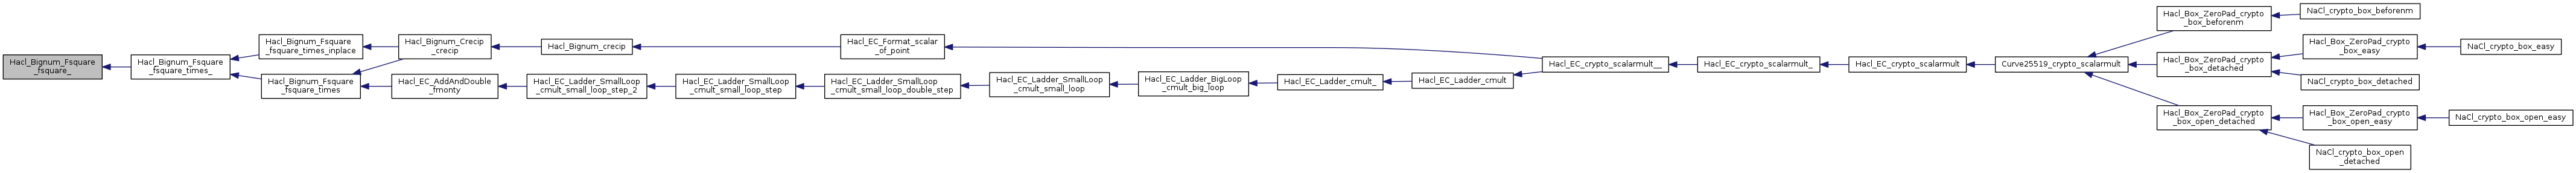 Hacl_Bignum_Fsquare
_fsquare_
Hacl_Bignum_Fsquare
_fsquare_times_
Hacl_Bignum_Fsquare
_fsquare_times_inplace
Hacl_Bignum_Fsquare
_fsquare_times
Hacl_Bignum_Crecip
_crecip
Hacl_EC_AddAndDouble
_fmonty
Hacl_Bignum_crecip
Hacl_EC_Ladder_SmallLoop
_cmult_small_loop_step_2
Hacl_EC_Ladder_SmallLoop
_cmult_small_loop_step
Hacl_EC_Format_scalar
_of_point
Hacl_EC_Ladder_SmallLoop
_cmult_small_loop_double_step
Hacl_EC_Ladder_SmallLoop
_cmult_small_loop
Hacl_EC_Ladder_BigLoop
_cmult_big_loop
Hacl_EC_Ladder_cmult_
Hacl_EC_Ladder_cmult
Hacl_EC_crypto_scalarmult__
Hacl_EC_crypto_scalarmult_
Hacl_EC_crypto_scalarmult
Curve25519_crypto_scalarmult
Hacl_Box_ZeroPad_crypto
_box_beforenm
Hacl_Box_ZeroPad_crypto
_box_detached
Hacl_Box_ZeroPad_crypto
_box_open_detached
NaCl_crypto_box_beforenm
Hacl_Box_ZeroPad_crypto
_box_easy
NaCl_crypto_box_detached
Hacl_Box_ZeroPad_crypto
_box_open_easy
NaCl_crypto_box_open
_detached
NaCl_crypto_box_easy
NaCl_crypto_box_open_easy